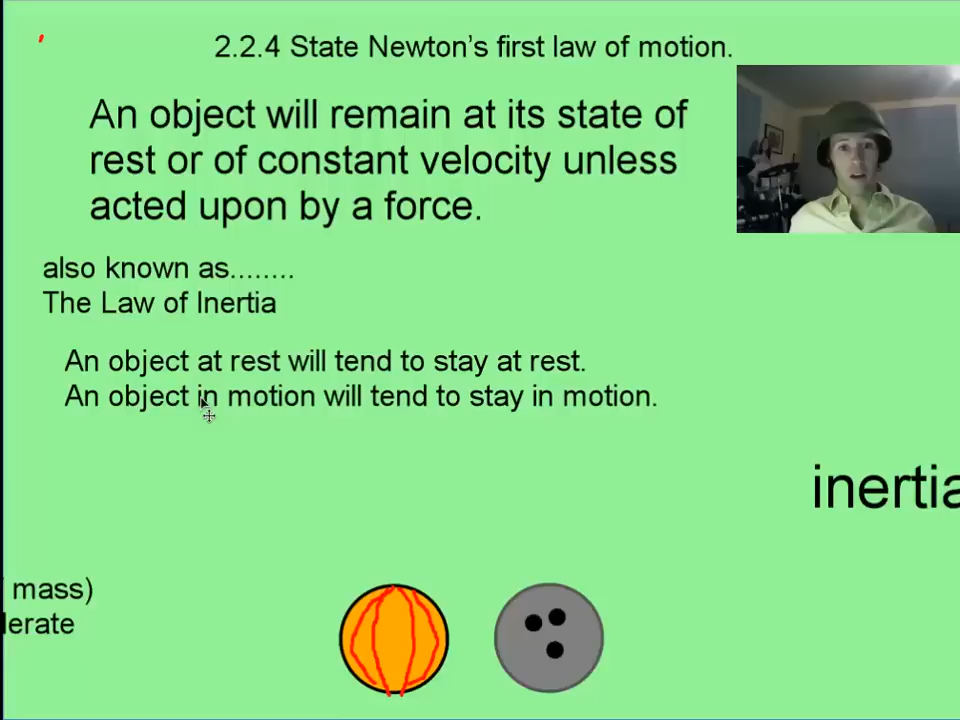 2.2.4 State Newton's first law of motion.
An object will remain at its state of
rest or of constant velocity unless
acted upon by a force.
also known as........
The Law of Inertia
An object at rest will tend to stay at rest.
An object in motion will tend to stay in motion.
inertia
mass)
lerate